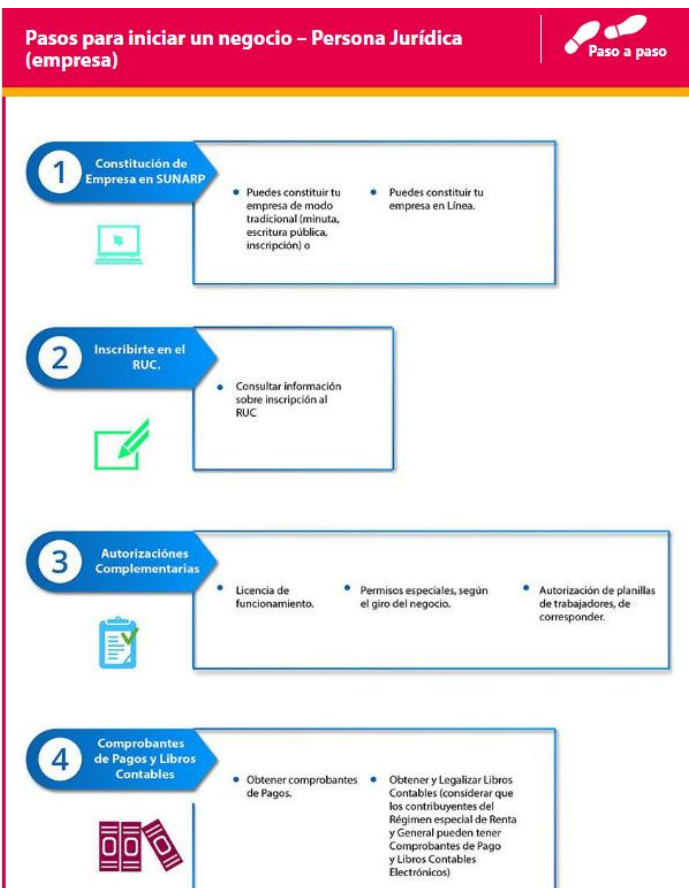 Pasos para iniciar un negocio – Persona Jurídica
(empresa)
Paso a paso
1
Constitución de
Empresa en SUNARP
• Puedes constituir tu
empresa de modo
tradicional (minuta,
escritura pública,
inscripción) o
• Puedes constituir tu
empresa en Línea.
2
Inscribirte en el
RUC.
• Consultar información
sobre inscripción al
RUC
3
Autorizaciónes
Complementarias
• Licencia de
funcionamiento.
• Permisos especiales, según
el giro del negocio.
• Autorización de planillas
de trabajadores, de
corresponder.
4
Comprobantes
de Pagos y Libros
Contables
• Obtener comprobantes
de Pagos.
• Obtener y Legalizar Libros
Contables (considerar que
los contribuyentes del
Régimen especial de Renta
y General pueden tener
Comprobantes de Pago
y Libros Contables
Electrónicos)